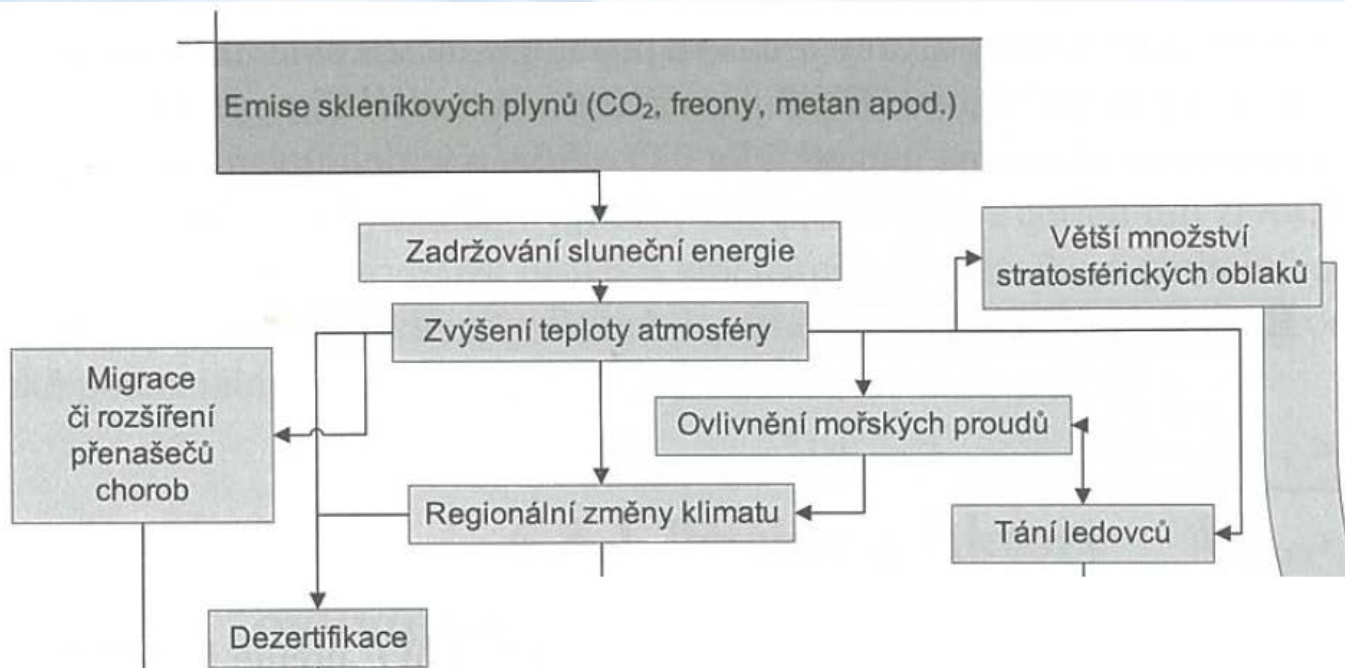 Emise skleníkových plynů (CO₂, freony, metan apod.)
Zadržování sluneční energie
Větší množství
stratosférických oblaků
Zvýšení teploty atmosféry
Migrace
či rozšíření
přenašečů
chorob
Ovlivnění mořských proudů
Regionální změny klimatu
Tání ledovců
Dezertifikace